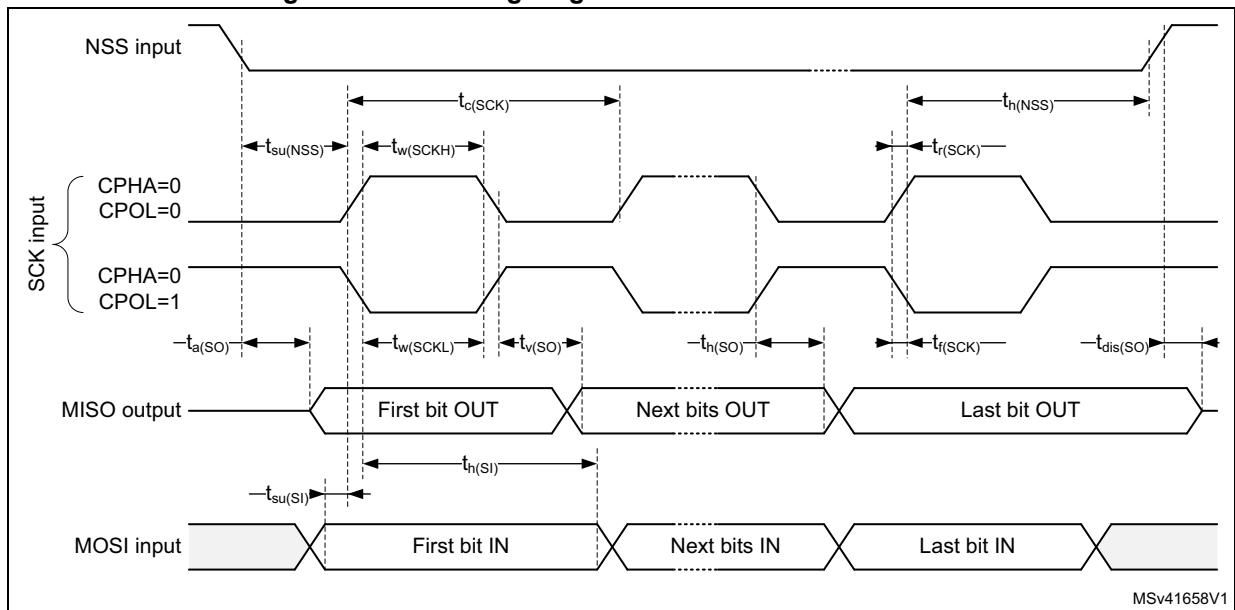 NSS input
tc(SCK)
th(NSS)
tsu(NSS)
tw(SCKH)
tr(SCK)
SCK input
CPHA=0
CPOL=0
CPHA=0
CPOL=1
ta(SO)
tw(SCKL)
tv(SO)
th(SO)
tf(SCK)
tdis(SO)
MISO output
First bit OUT
Next bits OUT
Last bit OUT
th(SI)
tsu(SI)
MOSI input
First bit IN
Next bits IN
Last bit IN
MSv41658V1